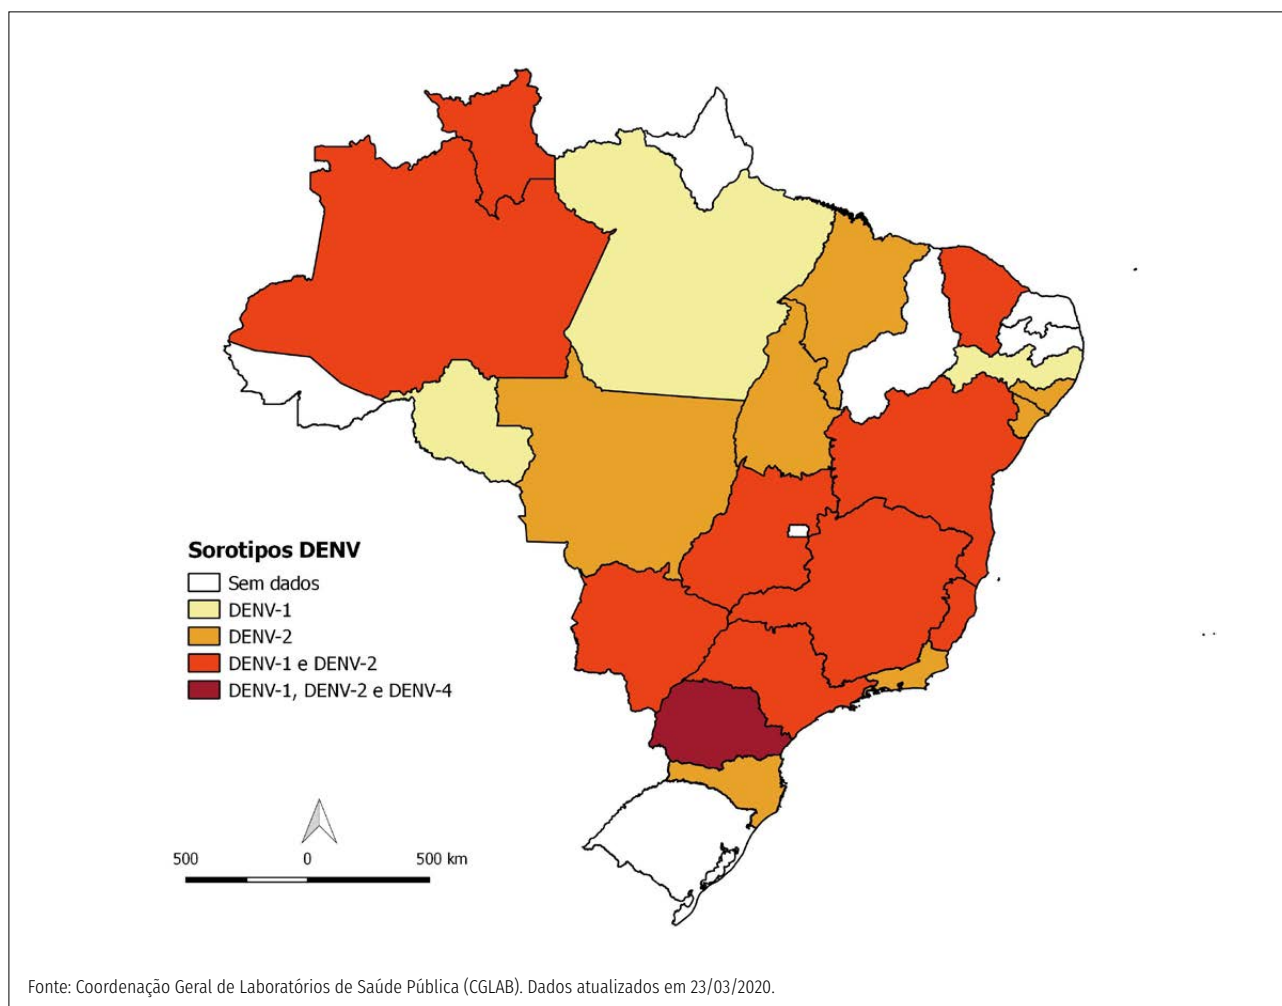 Sorotipos DENV
Sem dados
DENV-1
DENV-2
DENV-1 e DENV-2
DENV-1, DENV-2 e DENV-4
500 0 500 km
Fonte: Coordenação Geral de Laboratórios de Saúde Pública (CGLAB). Dados atualizados em 23/03/2020.